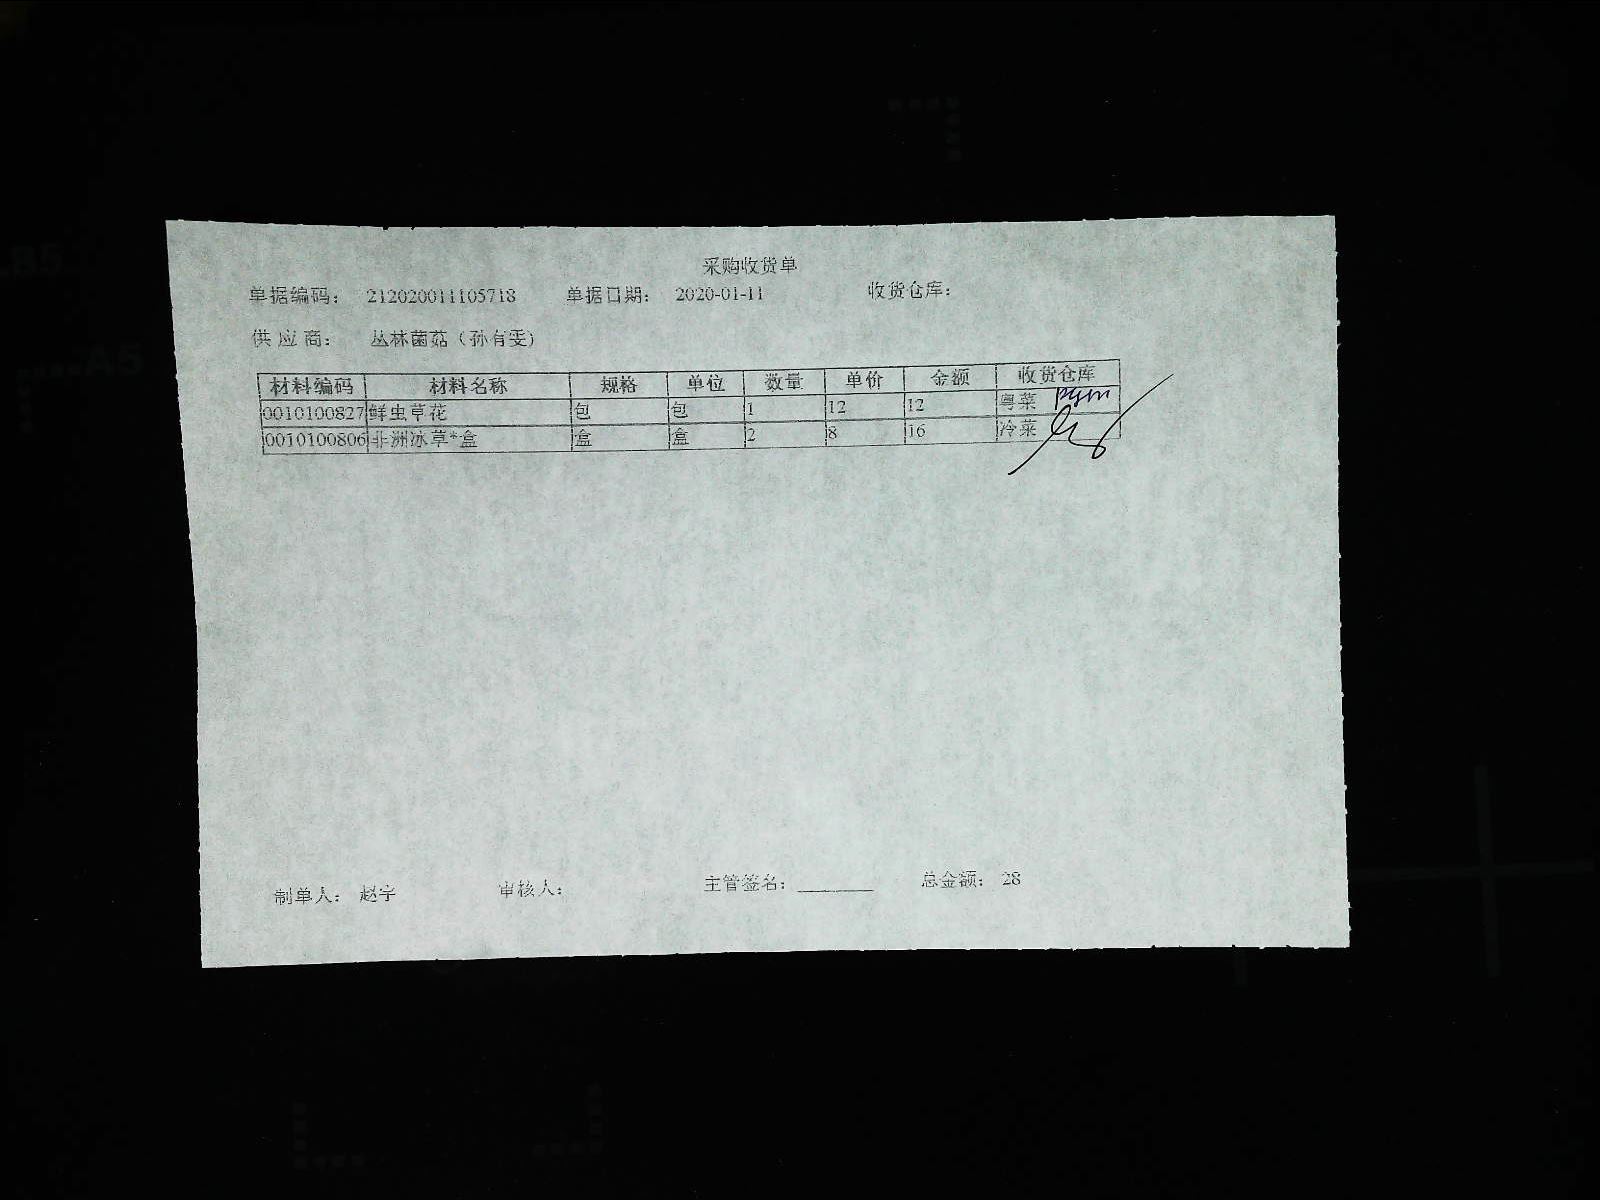 采购收货单
单据编码： 212020011105718 单据日期： 2020-01-11 收货仓库：
供 应 商： 丛林菌菇（孙有雯）
材料编码 材料名称 规格 单位 数量 单价 金额 收货仓库
0010100827 鲜虫草花 包 包 1 12 12 粤菜
0010100806 非洲冰草*盒 盒 盒 2 8 16 冷菜
制单人： 赵宇 审核人： 主管签名： ________ 总金额： 28